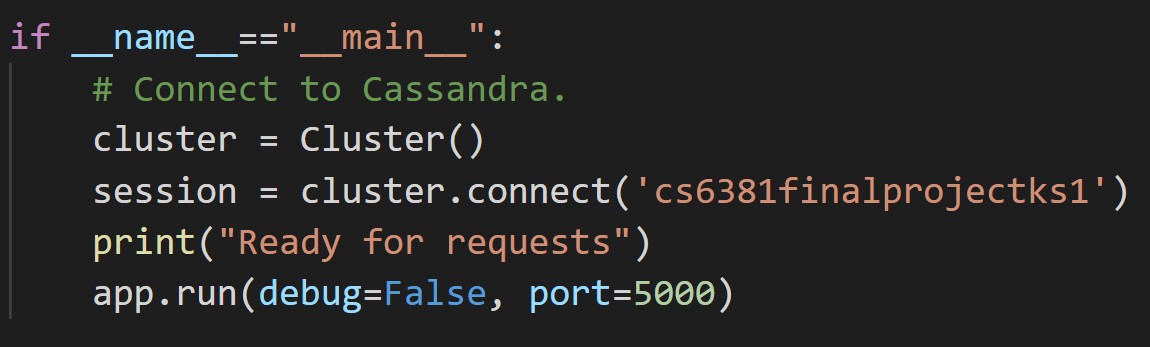 if __name__=="__main__":
    # Connect to Cassandra.
    cluster = Cluster()
    session = cluster.connect('cs6381finalprojectks1')
    print("Ready for requests")
    app.run(debug=False, port=5000)